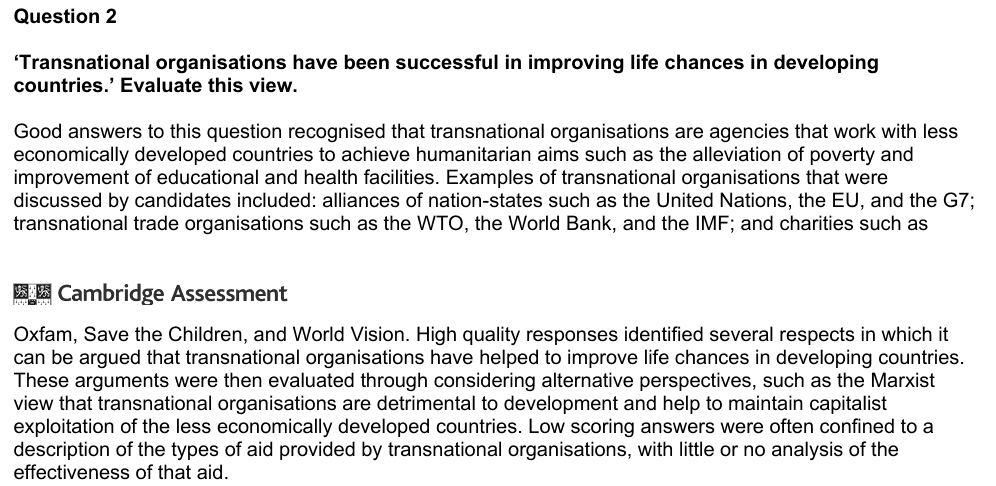 Question 2
‘Transnational organisations have been successful in improving life chances in developing
countries.’ Evaluate this view.
Good answers to this question recognised that transnational organisations are agencies that work with less
economically developed countries to achieve humanitarian aims such as the alleviation of poverty and
improvement of educational and health facilities. Examples of transnational organisations that were
discussed by candidates included: alliances of nation-states such as the United Nations, the EU, and the G7;
transnational trade organisations such as the WTO, the World Bank, and the IMF; and charities such as
Cambridge Assessment
Oxfam, Save the Children, and World Vision. High quality responses identified several respects in which it
can be argued that transnational organisations have helped to improve life chances in developing countries.
These arguments were then evaluated through considering alternative perspectives, such as the Marxist
view that transnational organisations are detrimental to development and help to maintain capitalist
exploitation of the less economically developed countries. Low scoring answers were often confined to a
description of the types of aid provided by transnational organisations, with little or no analysis of the
effectiveness of that aid.